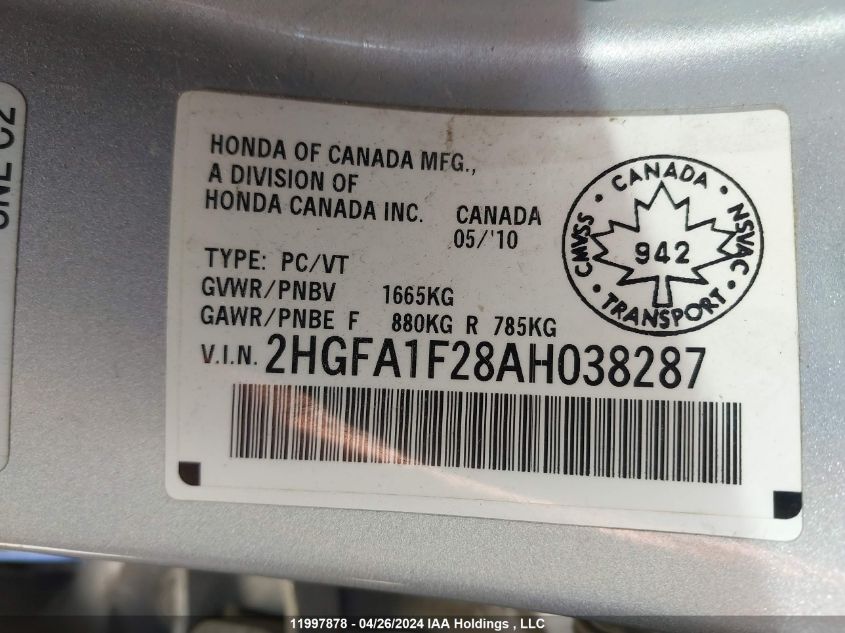 HONDA OF CANADA MFG.,
A DIVISION OF
HONDA CANADA INC. CANADA
05/'10
TYPE: PC/VT
GVWR/PNBV 1665KG
GAWR/PNBE F 880KG R 785KG
V.I.N. 2HGFA1F28AH038287
CANADA
CMVSS 942 NSVAC
TRANSPORT
11997878 - 04/26/2024 IAA Holdings , LLC